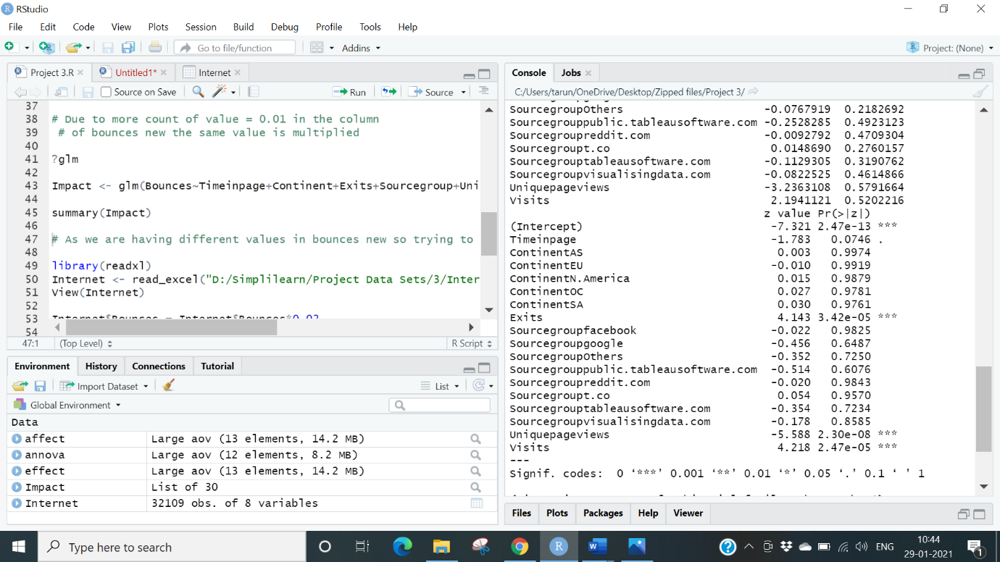 RStudio
File Edit Code View Plots Session Build Debug Profile Tools Help
Go to file/function Addins Project: (None)
Project 3.R Untitled1* Internet
Source on Save Run Source
37
38 # Due to more count of value = 0.01 in the column
39 # of bounces new the same value is multiplied
40
41 ?glm
42
43 Impact <- glm(Bounces~Timeinpage+Continent+Exits+Sourcegroup+Uni
44
45 summary(Impact)
46
47 # As we are having different values in bounces new so trying to
48
49 library(readxl)
50 Internet <- read_excel("D:/Simplilearn/Project Data Sets/3/Inter
51 View(Internet)
52
53 Internet$Bounces = Internet$Bounces*0.02
54
47:1 (Top Level) R Script
Environment History Connections Tutorial
Import Dataset List
Global Environment
Data
affect Large aov (13 elements, 14.2 MB)
annova Large aov (12 elements, 8.2 MB)
effect Large aov (13 elements, 14.2 MB)
Impact List of 30
Internet 32109 obs. of 8 variables
Console Jobs
C:/Users/tarun/OneDrive/Desktop/Zipped files/Project 3/
SourcegroupOthers -0.0767919 0.2182692
Sourcegrouppublic.tableausoftware.com -0.2528285 0.4923123
Sourcegroupreddit.com -0.0092792 0.4709304
Sourcegroupt.co 0.0148690 0.2760157
Sourcegrouptableausoftware.com -0.1129305 0.3190762
Sourcegroupvisualisingdata.com -0.0822525 0.4614866
Uniquepageviews -3.2363108 0.5791664
Visits 2.1941121 0.5202216
z value Pr(>|z|)
(Intercept) -7.321 2.47e-13 ***
Timeinpage -1.783 0.0746 .
ContinentAS 0.003 0.9974
ContinentEU -0.010 0.9919
ContinentN.America 0.015 0.9879
ContinentOC 0.027 0.9781
ContinentSA 0.030 0.9761
Exits 4.143 3.42e-05 ***
Sourcegroupfacebook -0.022 0.9825
Sourcegroupgoogle -0.456 0.6487
SourcegroupOthers -0.352 0.7250
Sourcegrouppublic.tableausoftware.com -0.514 0.6076
Sourcegroupreddit.com -0.020 0.9843
Sourcegroupt.co 0.054 0.9570
Sourcegrouptableausoftware.com -0.354 0.7234
Sourcegroupvisualisingdata.com -0.178 0.8585
Uniquepageviews -5.588 2.30e-08 ***
Visits 4.218 2.47e-05 ***
---
Signif. codes: 0 ‘***’ 0.001 ‘**’ 0.01 ‘*’ 0.05 ‘.’ 0.1 ‘ ’ 1
Files Plots Packages Help Viewer
Type here to search
ENG
10:44
29-01-2021
1